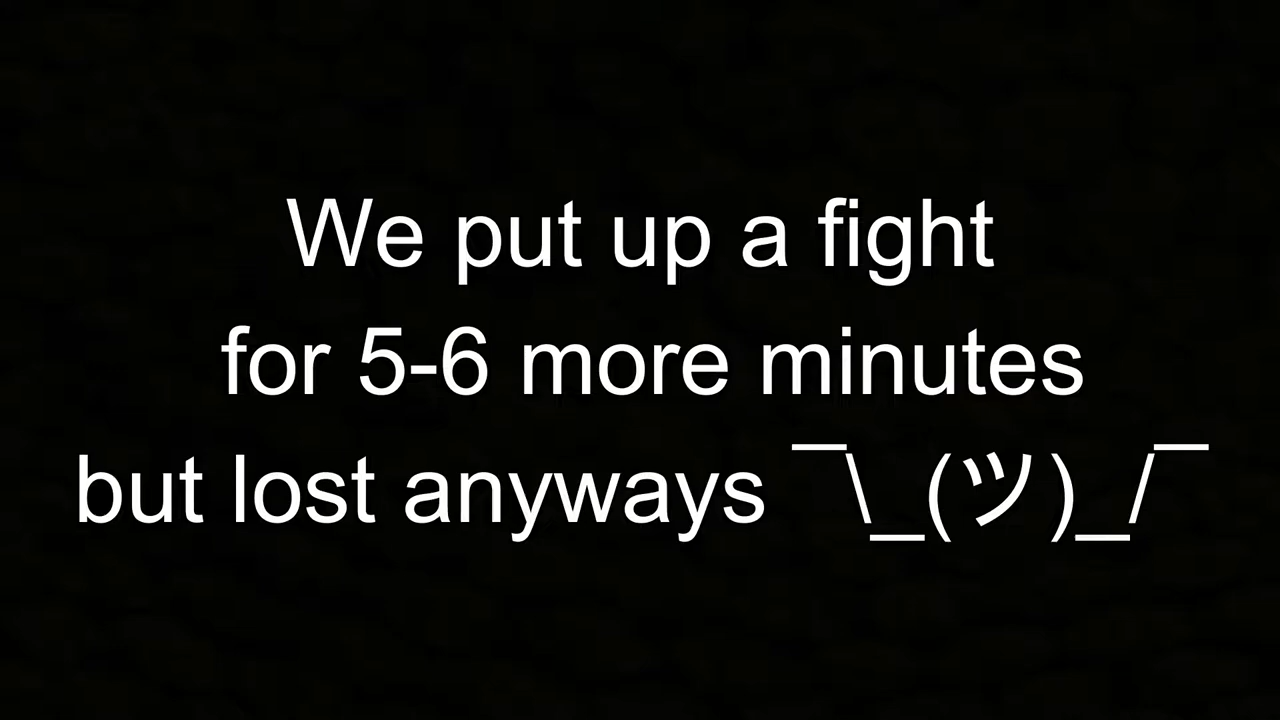 We put up a fight
for 5-6 more minutes
but lost anyways ¯\_(ツ)_/¯